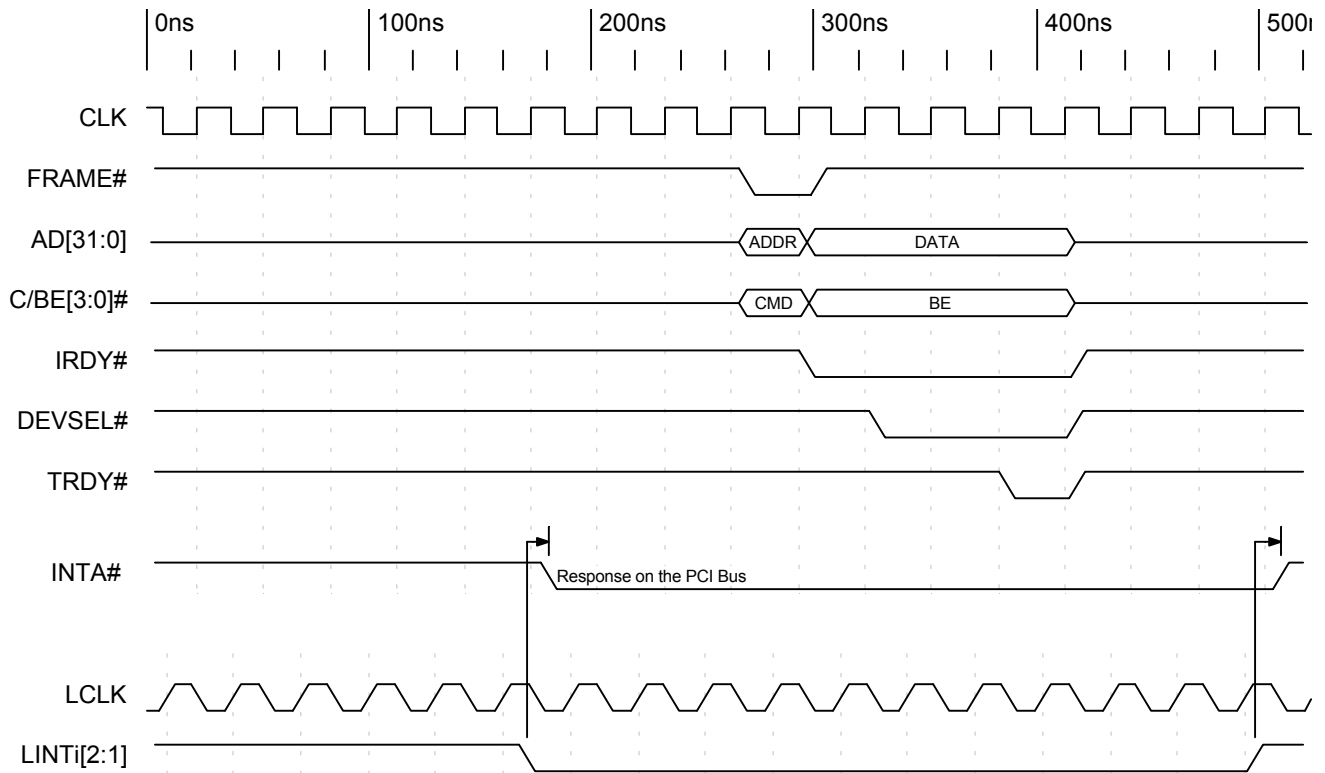 0ns 100ns 200ns 300ns 400ns 500n
CLK
FRAME#
AD[31:0] ADDR DATA
C/BE[3:0]# CMD BE
IRDY#
DEVSEL#
TRDY#
INTA# Response on the PCI Bus
LCLK
LINTi[2:1]